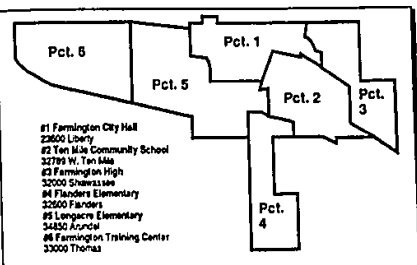 Pct. 6
Pct. 1
Pct. 5
Pct. 2
Pct.
3
Pct.
4
#1 Farmington City Hall
23600 Liberty
#2 Ten Mile Community School
32789 W. Ten Mile
#3 Farmington High
32000 Shiawassee
#4 Flanders Elementary
32600 Flanders
#5 Longacre Elementary
34850 Arundel
#6 Farmington Training Center
33000 Thomas